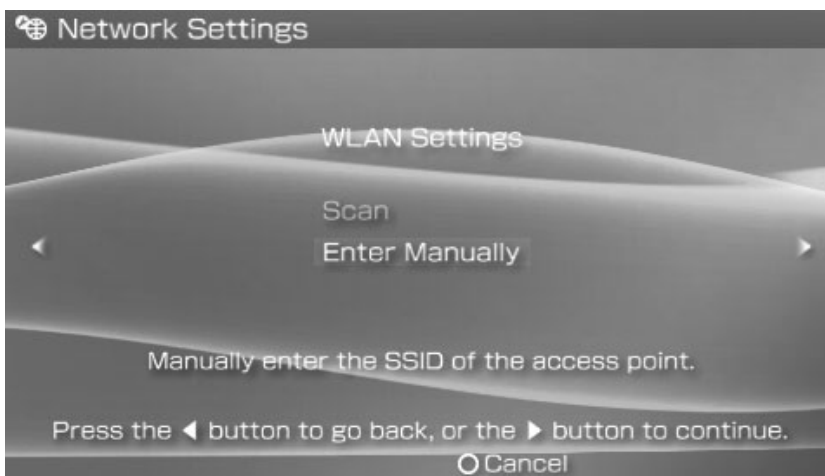 Network Settings
WLAN Settings
Scan
Enter Manually
Manually enter the SSID of the access point.
Press the ◀ button to go back, or the ▶ button to continue.
Cancel